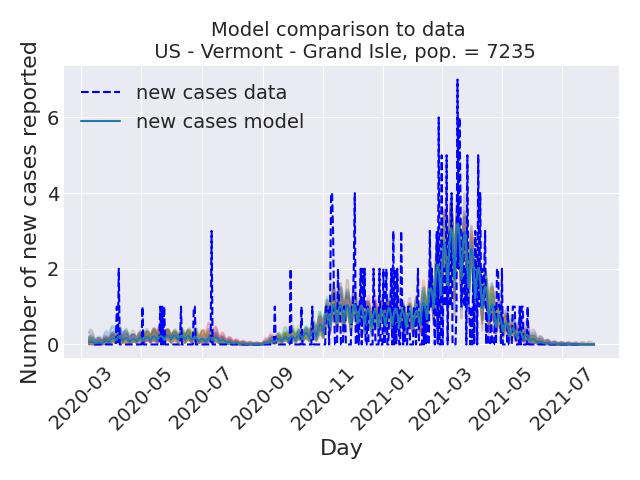 Model comparison to data
US - Vermont - Grand Isle, pop. = 7235
Number of new cases reported
new cases data
new cases model
6
4
2
0
2020-03
2020-05
2020-07
2020-09
2020-11
2021-01
2021-03
2021-05
2021-07
Day